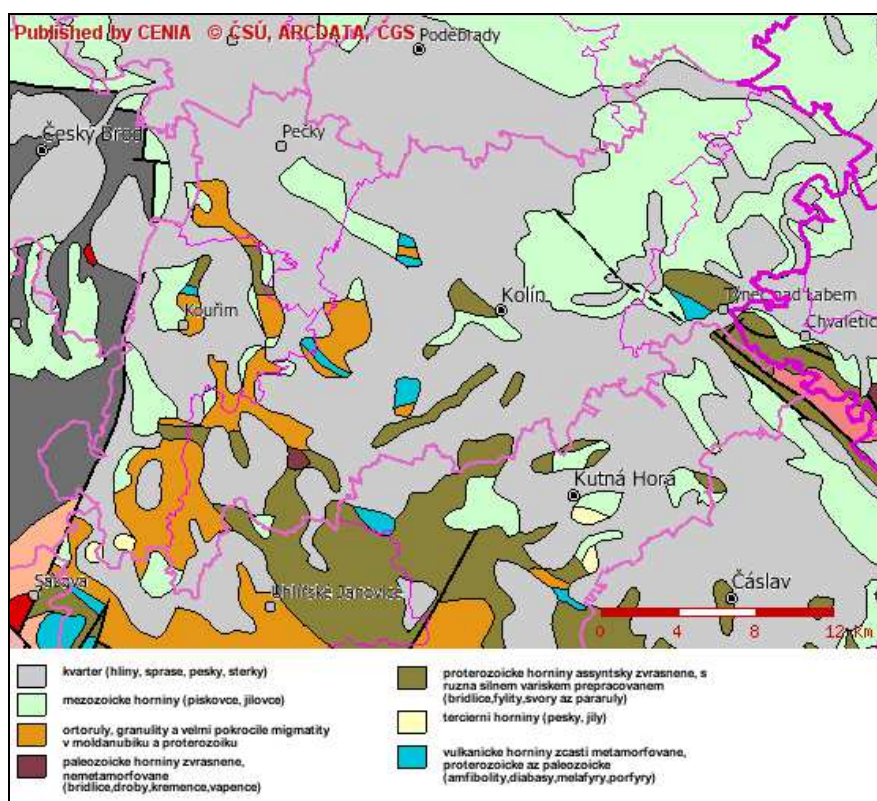 Published by CENIA © ČSÚ, ARCDATA, ČGS
Poděbrady
Český Brod
Pečky
Kolín
Kouřim
Týnec nad Labem
Chvaletic
Kutná Hora
Sázava
Uhlířské Janovice
Čáslav
0 4 8 12 km
kvarter (hliny, sprase, pesky, sterky)
mezozoicke horniny (piskovce, jilovce)
ortoruly, granulity a velmi pokrocile migmatity
v moldanubiku a proterozoiku
paleozoicke horniny zvrasnene,
nemetamorfovane
(bridlice,droby,kremence,vapence)
proterozoicke horniny assyntsky zvrasnene, s
ruzna silnem variskem prepracovanem
(bridlice,fylity,svory az pararuly)
tercierni horniny (pesky, jily)
vulkanicke horniny zcasti metamorfovane,
proterozoicke az paleozoicke
(amfibolity,diabasy,melafyry,porfyry)